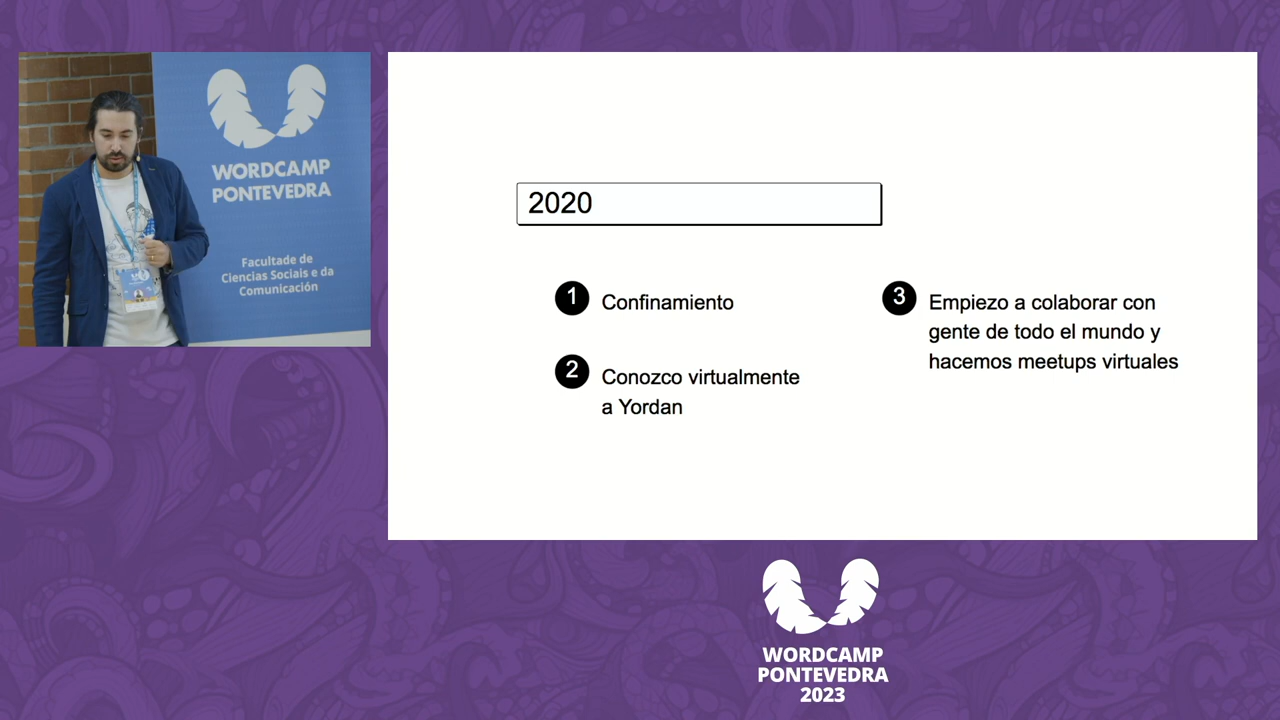 WORDCAMP
PONTEVEDRA
Facultade de
Ciencias Sociais e da
Comunicación
2020
1 Confinamiento
2 Conozco virtualmente
a Yordan
3 Empiezo a colaborar con
gente de todo el mundo y
hacemos meetups virtuales
WORDCAMP
PONTEVEDRA
2023